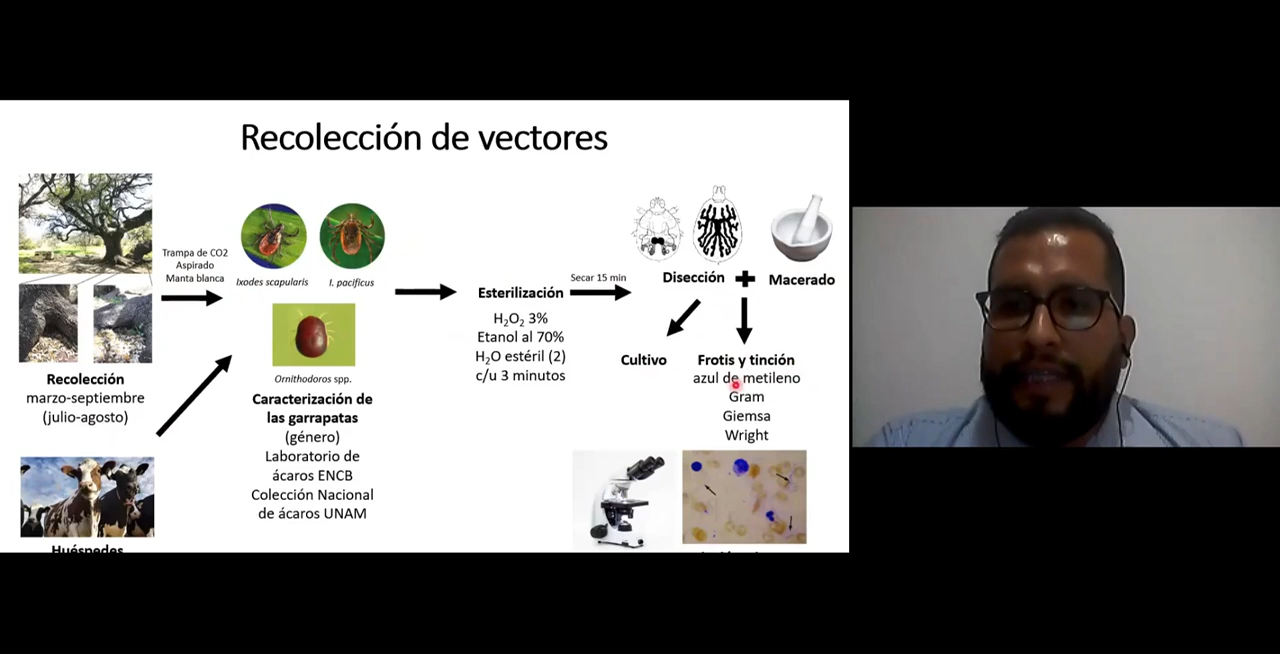 Recolección de vectores
Trampa de CO2
Aspirado
Manta blanca
Recolección
marzo-septiembre
(julio-agosto)
Huéspedes
Ixodes scapularis
I. pacificus
Ornithodoros spp.
Caracterización de
las garrapatas
(género)
Laboratorio de
ácaros ENCB
Colección Nacional
de ácaros UNAM
Esterilización
H₂O₂ 3%
Etanol al 70%
H₂O estéril (2)
c/u 3 minutos
Secar 15 min
Disección
Macerado
Cultivo
Frotis y tinción
azul de metileno
Gram
Giemsa
Wright